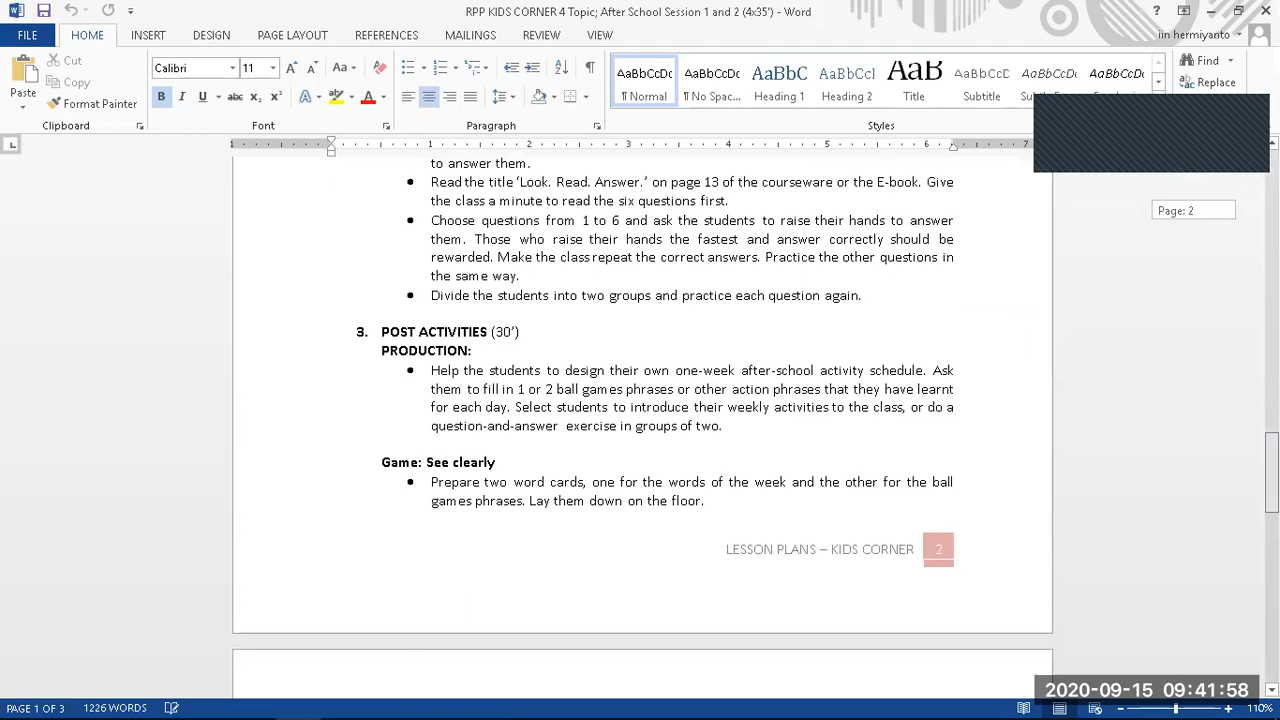 RPP KIDS CORNER 4 Topic; After School Session 1 and 2 (4x35') - Word
iin hermiyanto
FILE HOME INSERT DESIGN PAGE LAYOUT REFERENCES MAILINGS REVIEW VIEW
Paste
Cut
Copy
Format Painter
Clipboard
Calibri 11
Font
Paragraph
AaBbCcDc AaBbCcDc AaBbC AaBbCcD AaB AaBbCcD AaBbCcDc
¶ Normal ¶ No Spac... Heading 1 Heading 2 Title Subtitle
Styles
Find
Replace
1 1 2 3 4 5 6 7
Page: 2
to answer them.
• Read the title ‘Look. Read. Answer.’ on page 13 of the courseware or the E-book. Give
the class a minute to read the six questions first.
• Choose questions from 1 to 6 and ask the students to raise their hands to answer
them. Those who raise their hands the fastest and answer correctly should be
rewarded. Make the class repeat the correct answers. Practice the other questions in
the same way.
• Divide the students into two groups and practice each question again.
3. POST ACTIVITIES (30’)
PRODUCTION:
• Help the students to design their own one-week after-school activity schedule. Ask
them to fill in 1 or 2 ball games phrases or other action phrases that they have learnt
for each day. Select students to introduce their weekly activities to the class, or do a
question-and-answer exercise in groups of two.
Game: See clearly
• Prepare two word cards, one for the words of the week and the other for the ball
games phrases. Lay them down on the floor.
LESSON PLANS – KIDS CORNER 2
2020-09-15 09:41:58
PAGE 1 OF 3 1226 WORDS
110%